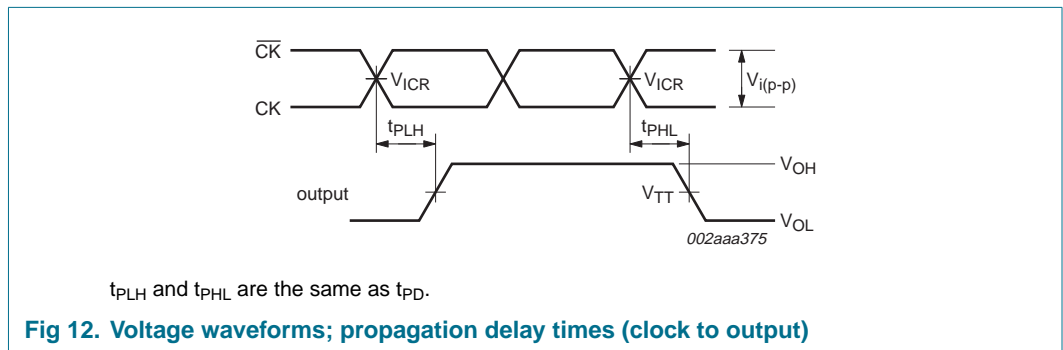 CK
V_ICR V_ICR V_i(p-p)
CK
t_PLH t_PHL
V_OH
output V_TT
V_OL
002aaa375
t_PLH and t_PHL are the same as t_PD.
Fig 12. Voltage waveforms; propagation delay times (clock to output)